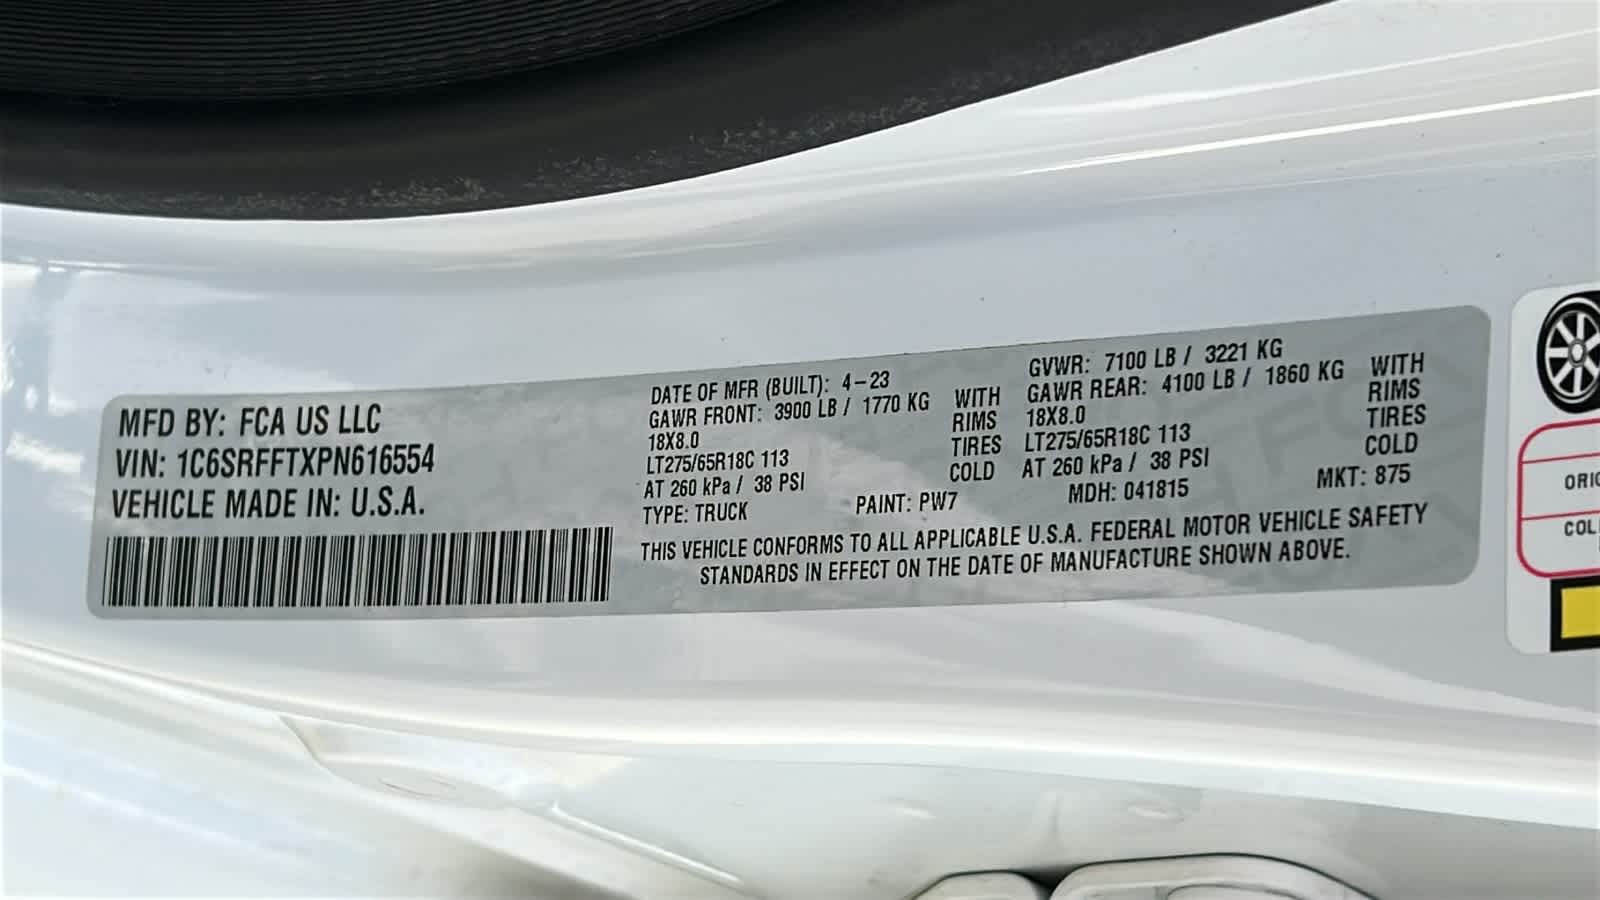 MFD BY: FCA US LLC
VIN: 1C6SRFFTXPN616554
VEHICLE MADE IN: U.S.A.
DATE OF MFR (BUILT): 4-23
GAWR FRONT: 3900 LB / 1770 KG WITH
18X8.0 RIMS
LT275/65R18C 113 TIRES
AT 260 kPa / 38 PSI COLD
TYPE: TRUCK
PAINT: PW7
GVWR: 7100 LB / 3221 KG
GAWR REAR: 4100 LB / 1860 KG WITH
18X8.0 RIMS
LT275/65R18C 113 TIRES
AT 260 kPa / 38 PSI COLD
MDH: 041815
MKT: 875
THIS VEHICLE CONFORMS TO ALL APPLICABLE U.S.A. FEDERAL MOTOR VEHICLE SAFETY
STANDARDS IN EFFECT ON THE DATE OF MANUFACTURE SHOWN ABOVE.